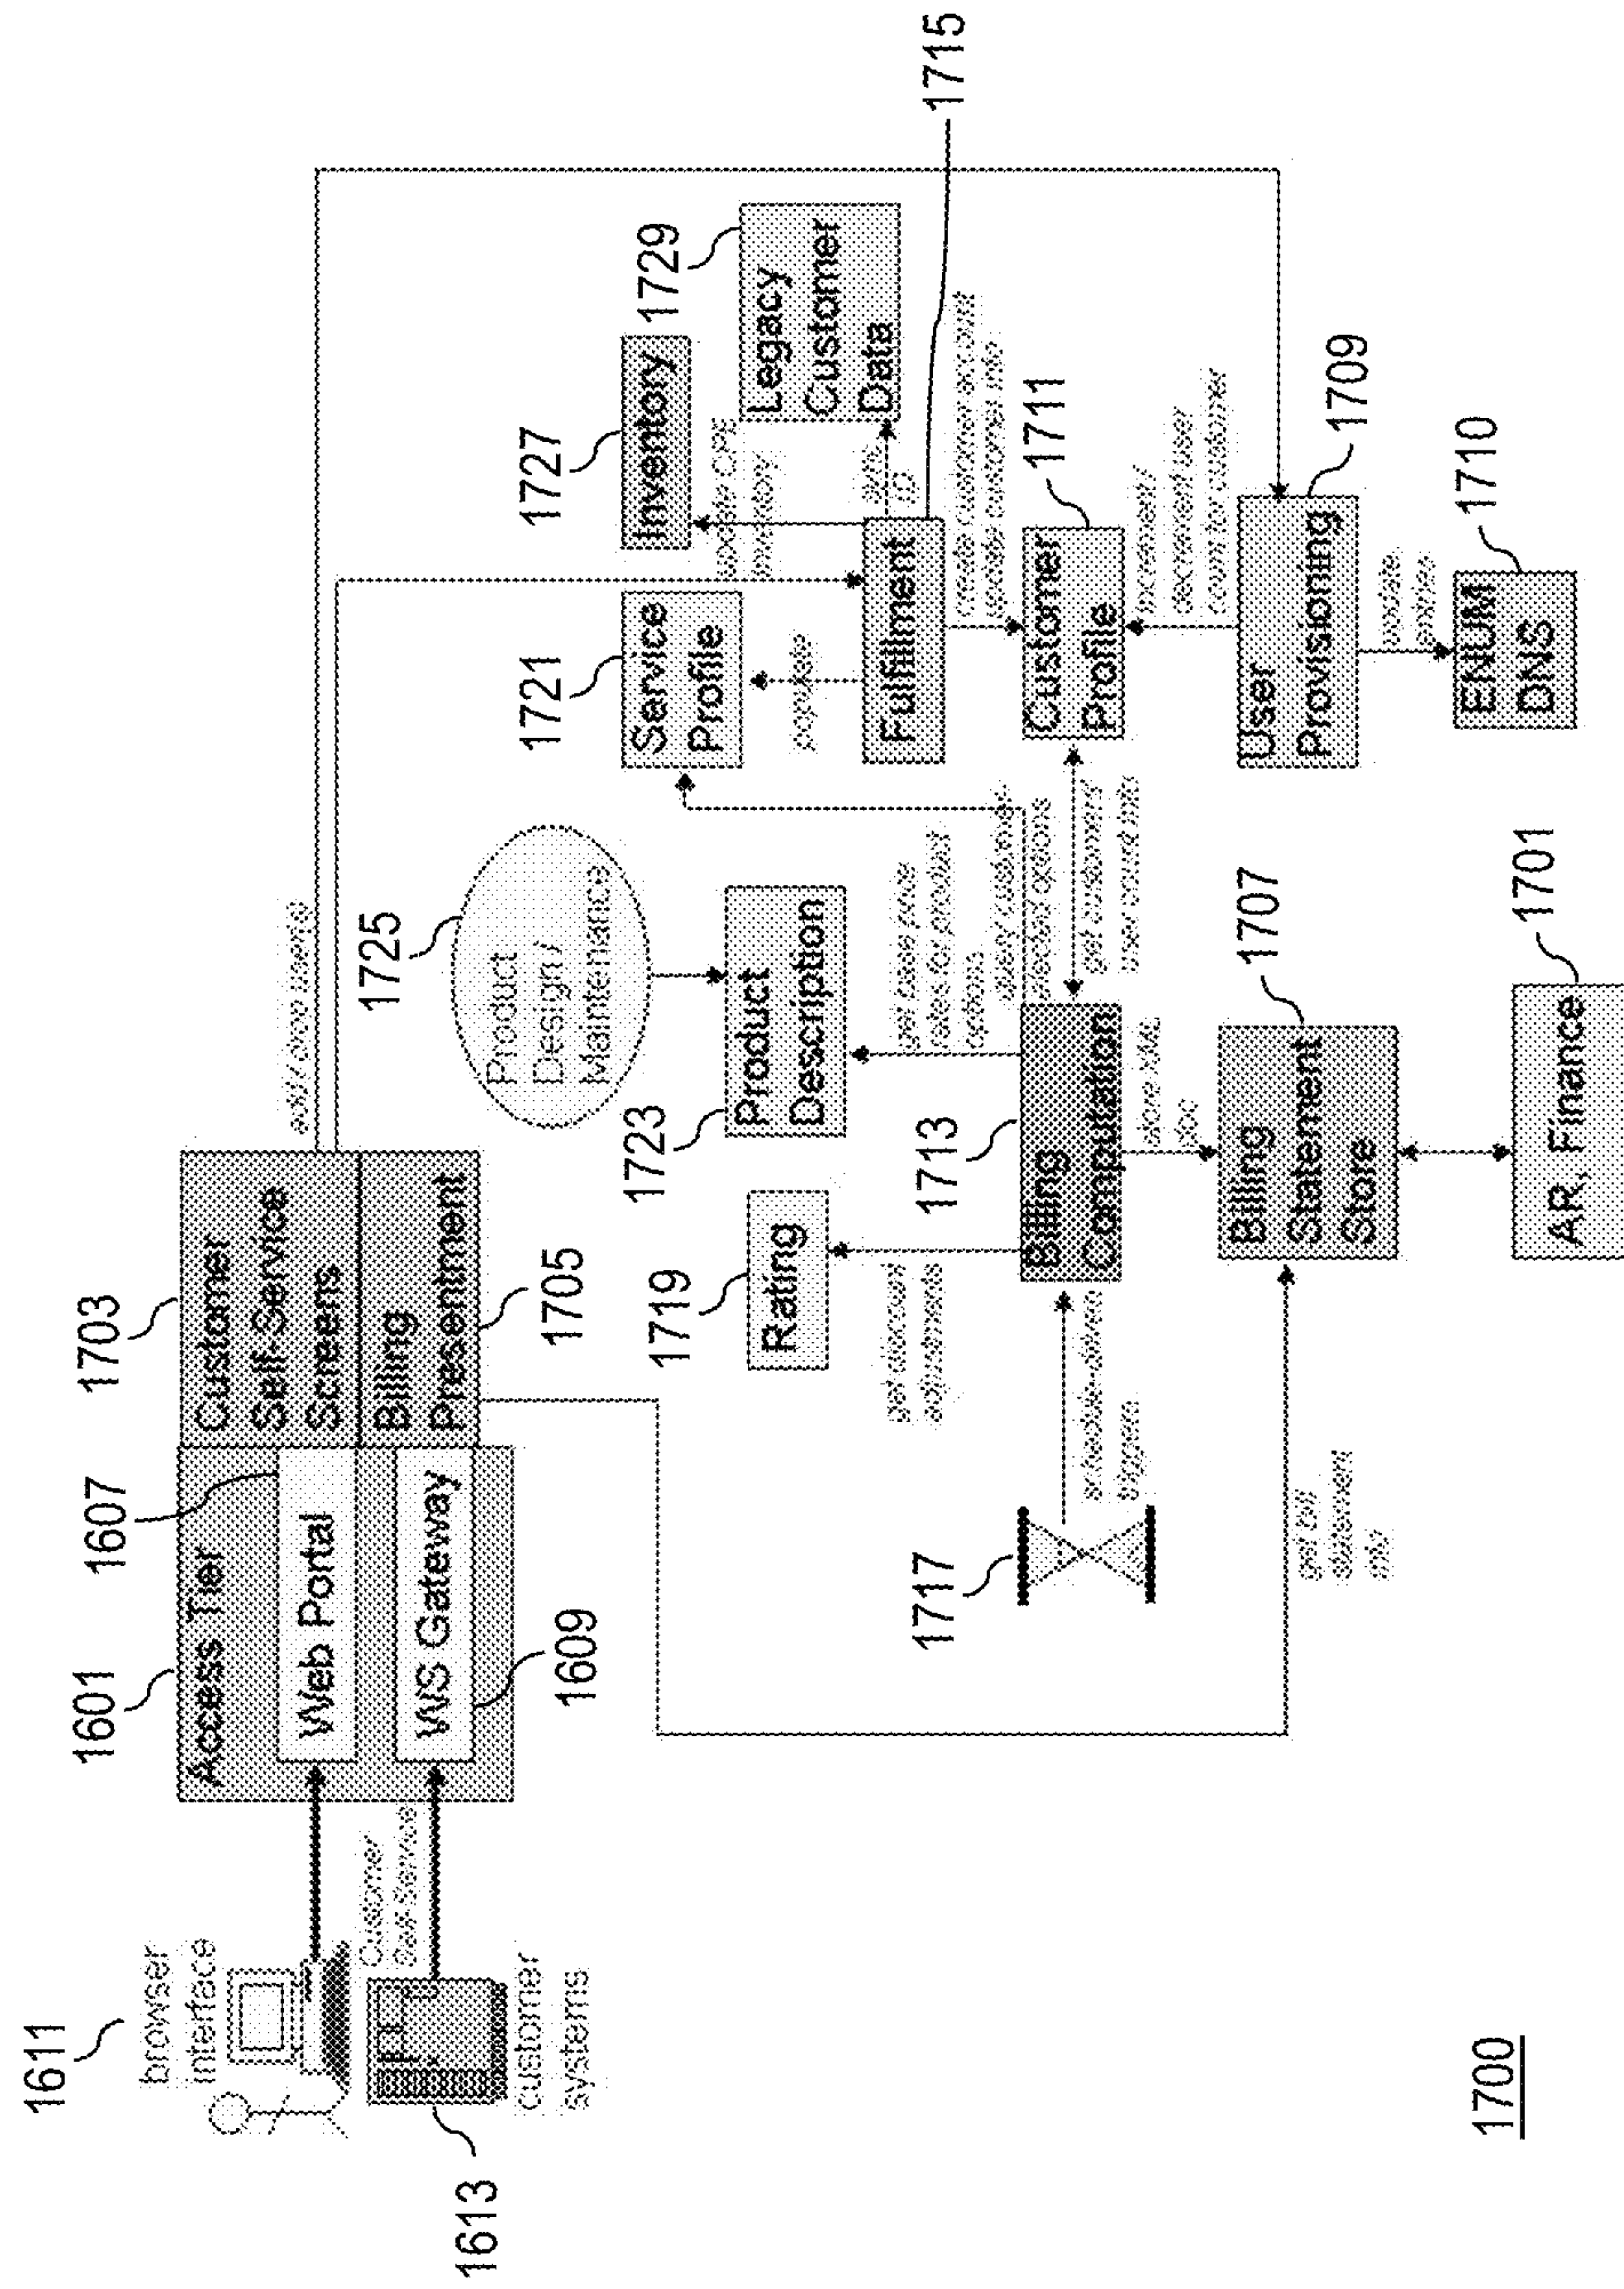 1611
browser
interface
1613
customer
systems
Customer
Self-Service
1601
Access Tier
1607
Web Portal
WS Gateway
1609
1703
Customer
Self-Service
Screens
Billing
Presentment
1705
add / drop users
1725
Product
Design /
Maintenance
1723
Product
Description
1719
Rating
get discount
adjustments
get base price
rates for product
options
1721
Service
Profile
populate
1727
Inventory
update CPE
inventory
1729
Legacy
Customer
Data
sync
ID
Fulfillment
1715
create customer account
update customer info
1711
Customer
Profile
increment /
decrement user
count for customer
get customer/
user count info
query customer
selected options
1713
Billing
Computation
1717
schedule-driven
triggers
store XML
doc
1707
Billing
Statement
Store
get bill
statement
info
1701
AR, Finance
User
Provisioning
1709
update
entries
1710
ENUM
DNS
1700